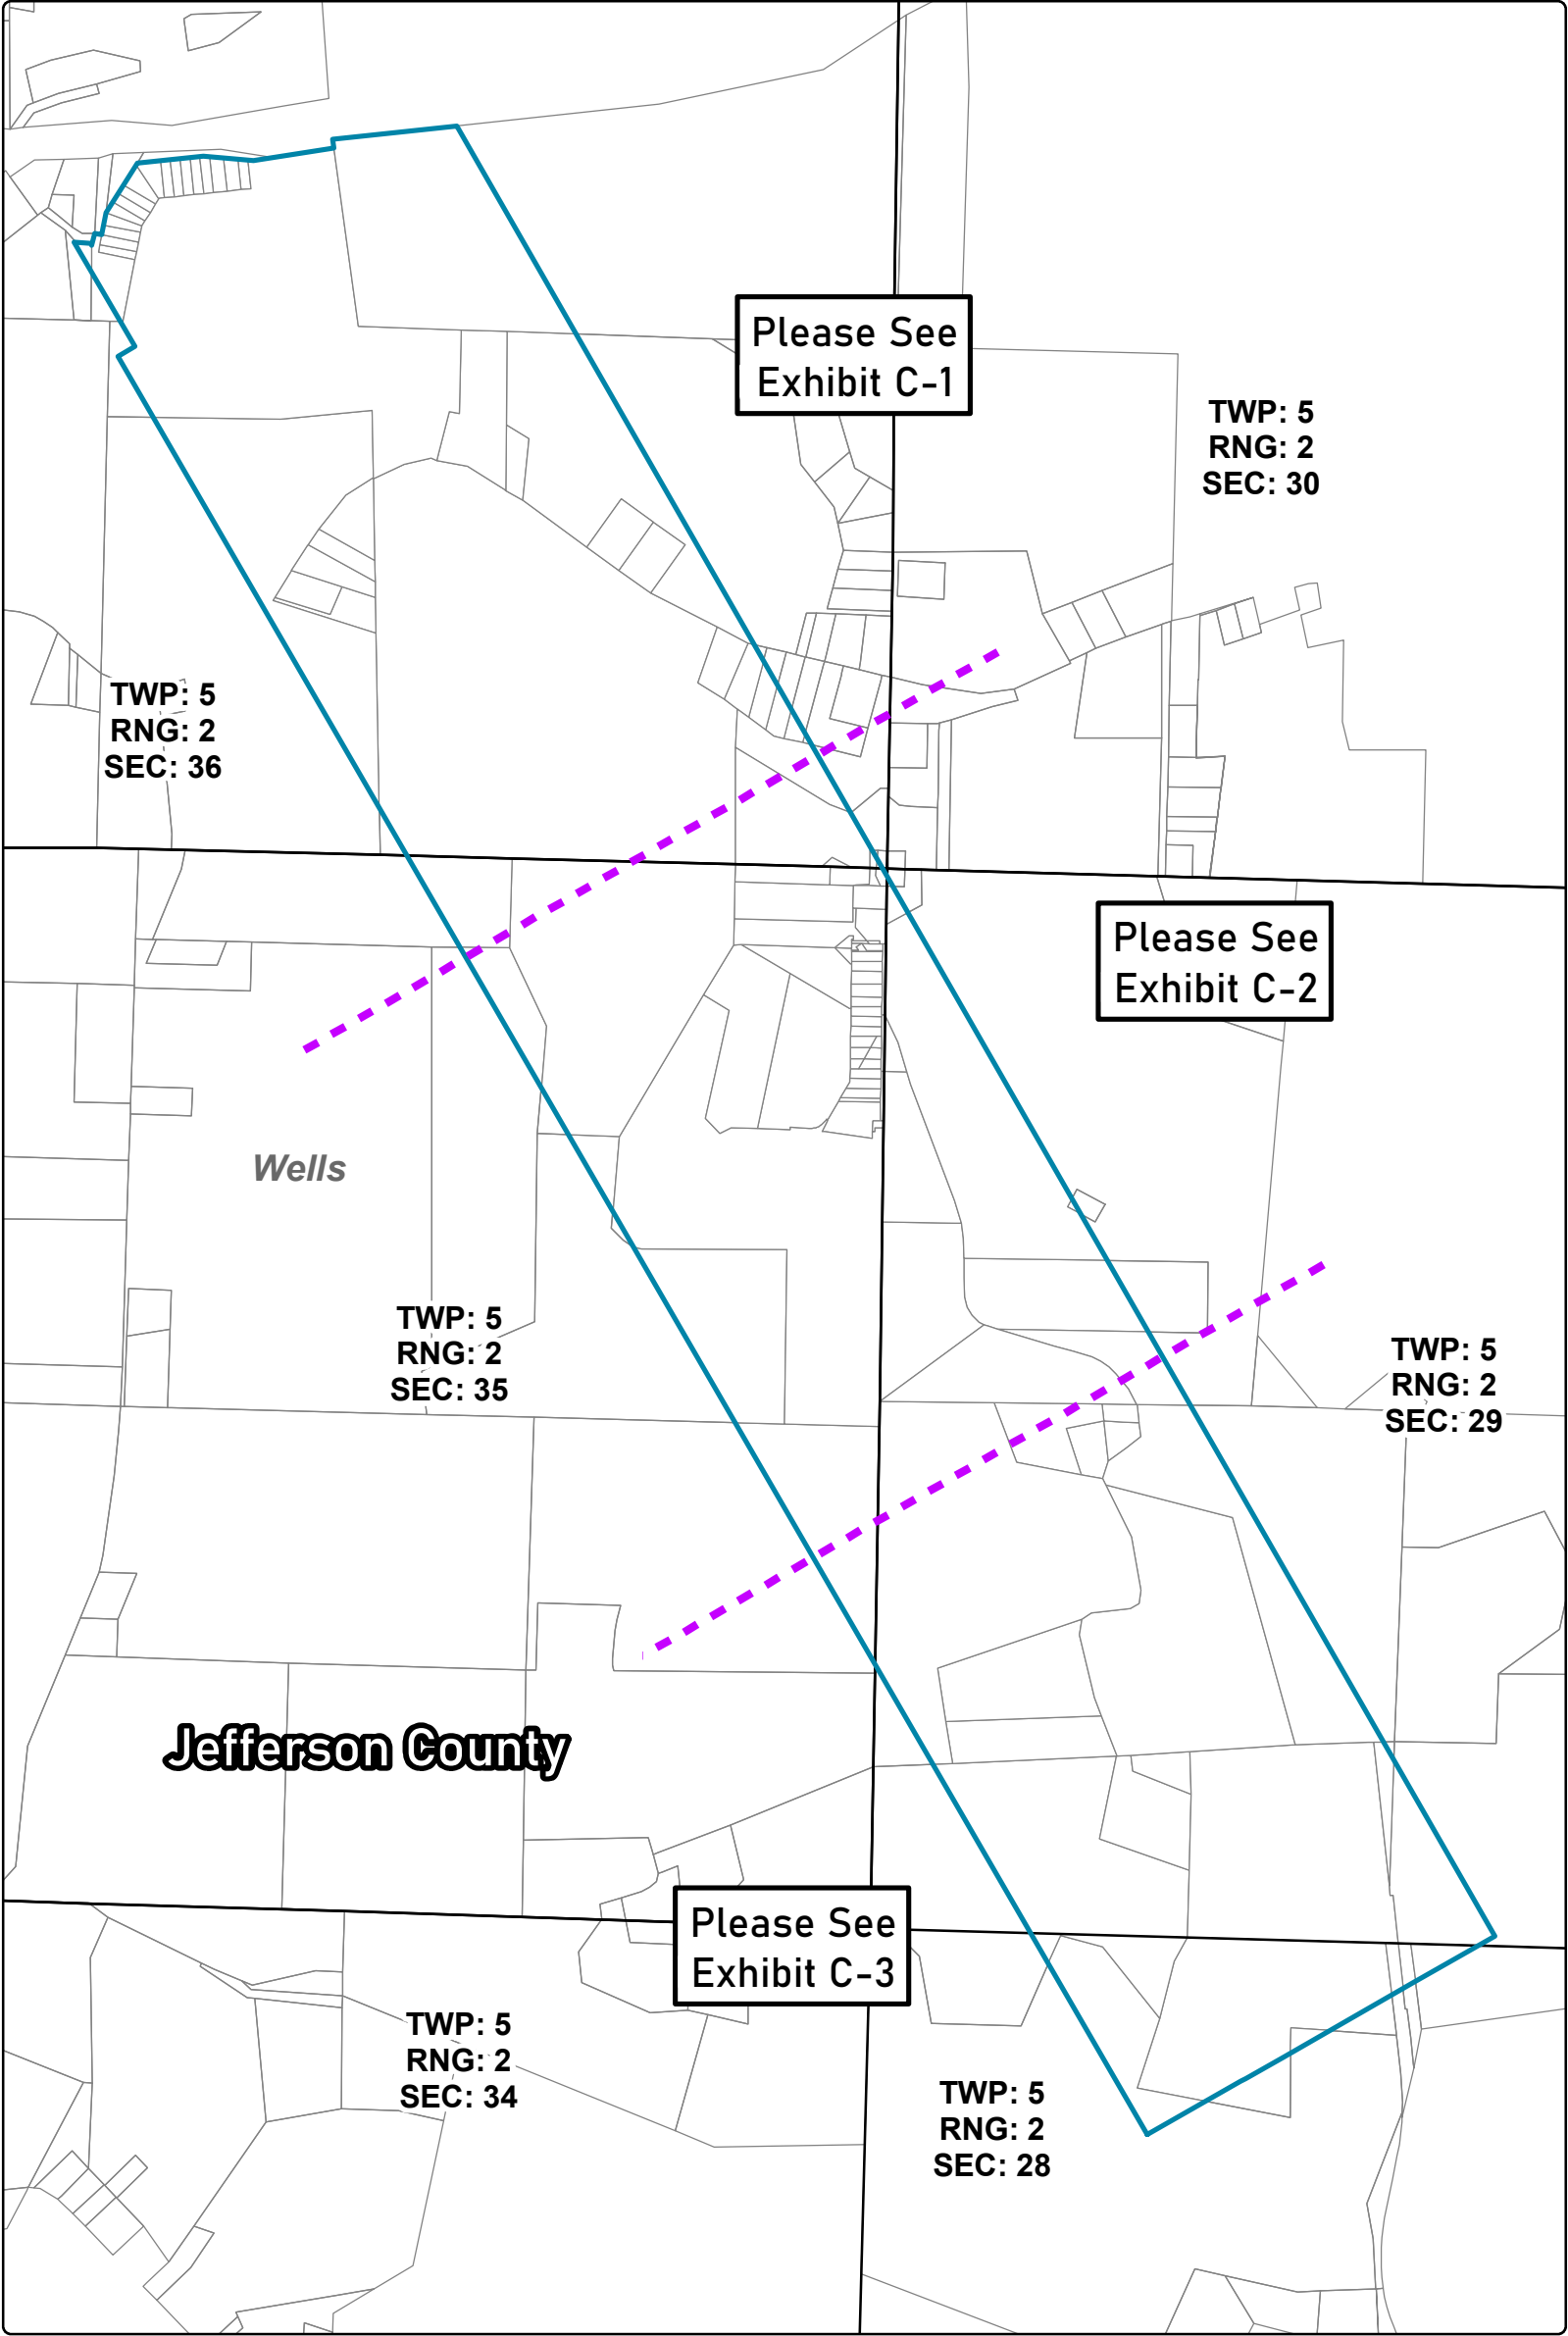 Please See
Exhibit C-1
TWP: 5
RNG: 2
SEC: 30
TWP: 5
RNG: 2
SEC: 36
Please See
Exhibit C-2
Wells
TWP: 5
RNG: 2
SEC: 35
TWP: 5
RNG: 2
SEC: 29
Jefferson County
Please See
Exhibit C-3
TWP: 5
RNG: 2
SEC: 34
TWP: 5
RNG: 2
SEC: 28